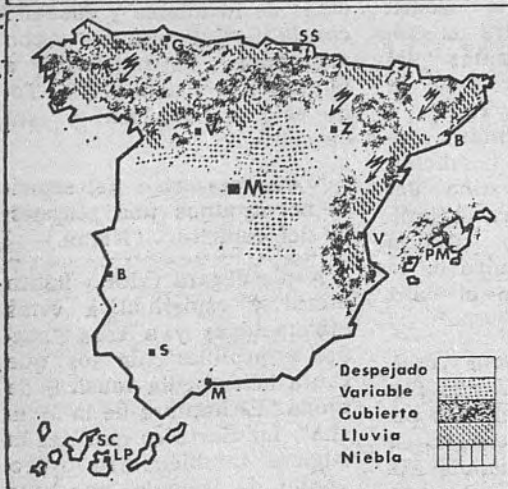 C
G
SS
V
Z
B
M
V
PM
B
S
M
SC
LP
Despejado
Variable
Cubierto
Lluvia
Niebla